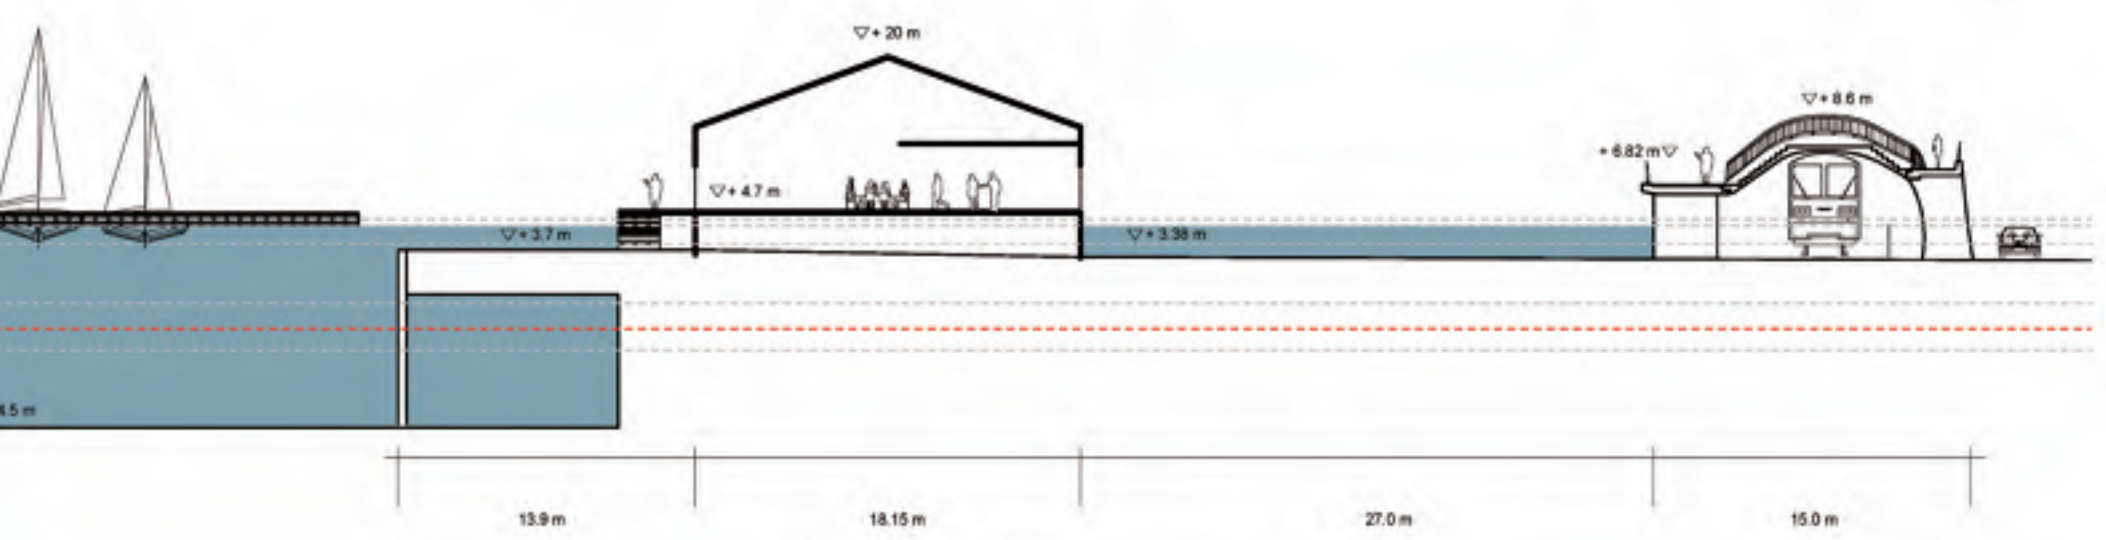 ▽+ 20 m
▽+ 8.6 m
+ 6.82 m▽
▽+ 4.7 m
▽+ 3.7 m
▽+ 3.38 m
4.5 m
13.9 m
18.15 m
27.0 m
15.0 m